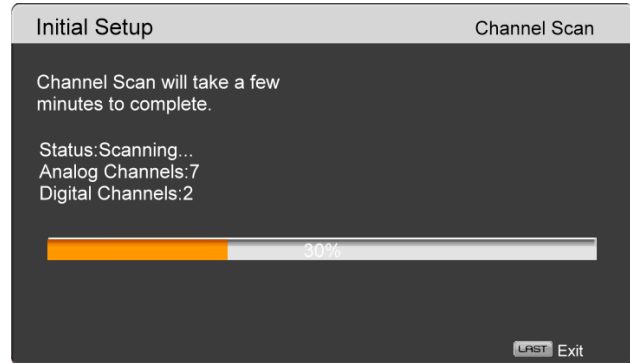 Initial Setup
Channel Scan
Channel Scan will take a few
minutes to complete.
Status:Scanning...
Analog Channels:7
Digital Channels:2
30%
LAST Exit